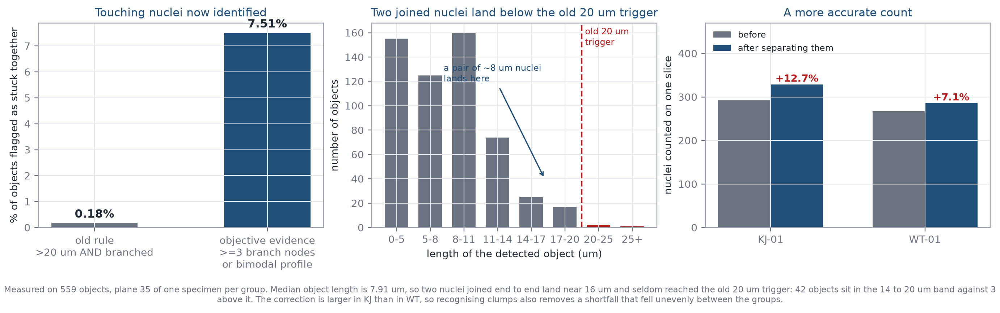 Touching nuclei now identified
7.51%
0.18%
% of objects flagged as stuck together
7
6
5
4
3
2
1
0
old rule
>20 um AND branched
objective evidence
>=3 branch nodes
or bimodal profile
Two joined nuclei land below the old 20 um trigger
old 20 um
trigger
a pair of ~8 um nuclei
lands here
number of objects
160
140
120
100
80
60
40
20
0
0-5 5-8 8-11 11-14 14-17 17-20 20-25 25+
length of the detected object (um)
A more accurate count
before
after separating them
+12.7%
+7.1%
nuclei counted on one slice
400
300
200
100
0
KJ-01 WT-01
Measured on 559 objects, plane 35 of one specimen per group. Median object length is 7.91 um, so two nuclei joined end to end land near 16 um and seldom reached the old 20 um trigger: 42 objects sit in the 14 to 20 um band against 3
above it. The correction is larger in KJ than in WT, so recognising clumps also removes a shortfall that fell unevenly between the groups.